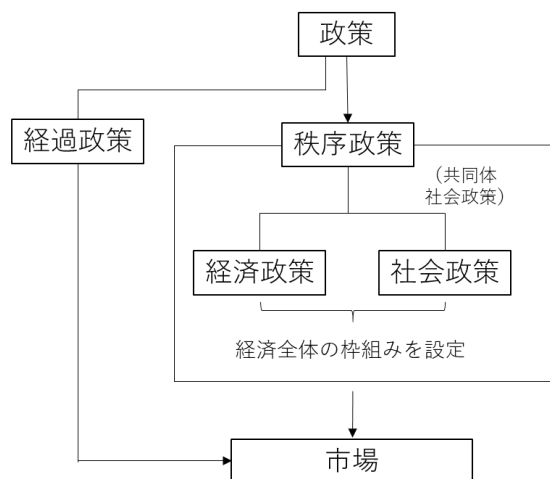 政策
経過政策
秩序政策
（共同体
社会政策）
経済政策
社会政策
経済全体の枠組みを設定
市場